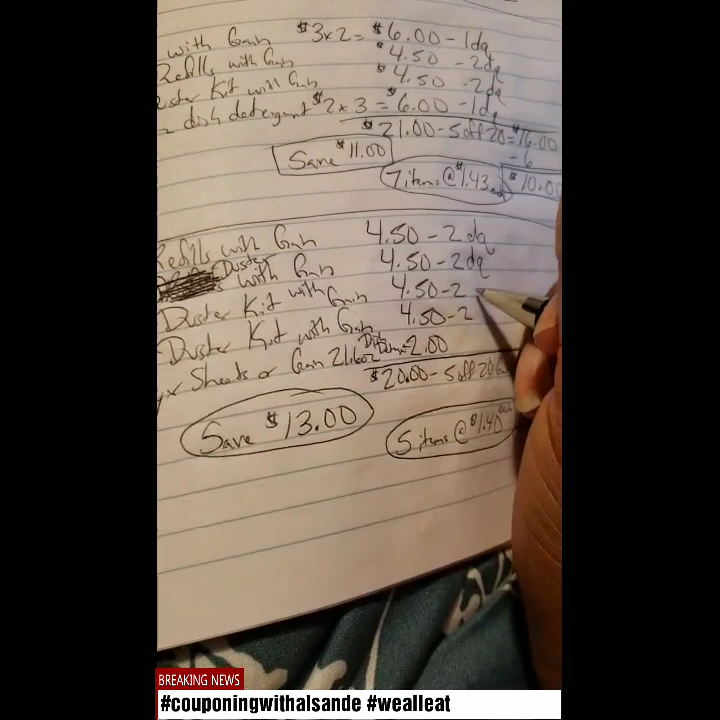 with Gain $3x2 = $6.00 - 1dq
Refills with Gain $4.50 - 2dq
Duster Kit with Gain $4.50 - 2dq
dish detergent $2x3 = $6.00 - 1dq
$21.00 - 5 off 20 = $16.00
- 6
Save $11.00
7 items @ $1.43 each $10.00
Refills with Gain 4.50 - 2dq
Duster with Gain 4.50 - 2dq
Duster Kit with Gain 4.50 - 2
Duster Kit with Gain 4.50 - 2
Sheets or Gain 21.6oz 2.00
$20.00 - 5 off 20
Save $13.00
5 items @ $1.40 each
BREAKING NEWS
#couponingwithalsande #wealleat